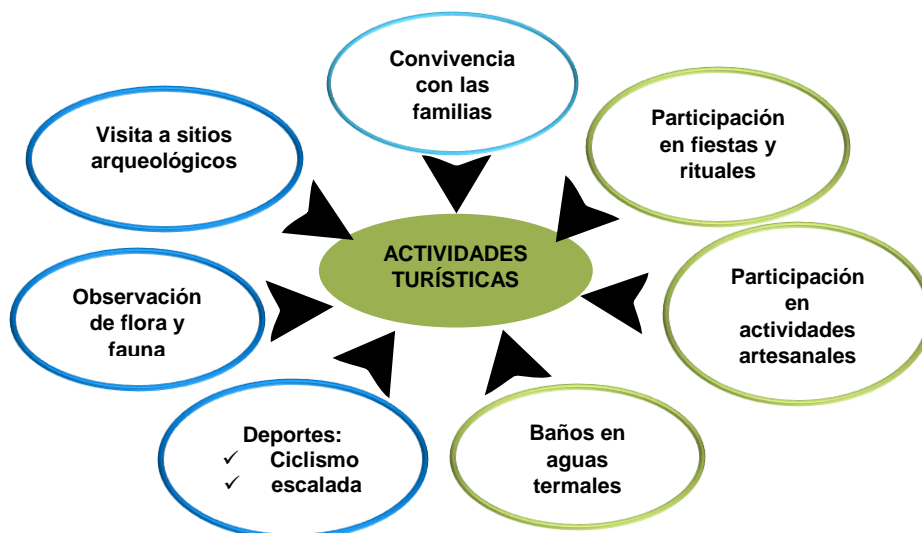 Convivencia
con las
familias
Visita a sitios
arqueológicos
Participación
en fiestas y
rituales
ACTIVIDADES
TURÍSTICAS
Observación
de flora y
fauna
Participación
en
actividades
artesanales
Deportes:
✓ Ciclismo
✓ escalada
Baños en
aguas
termales